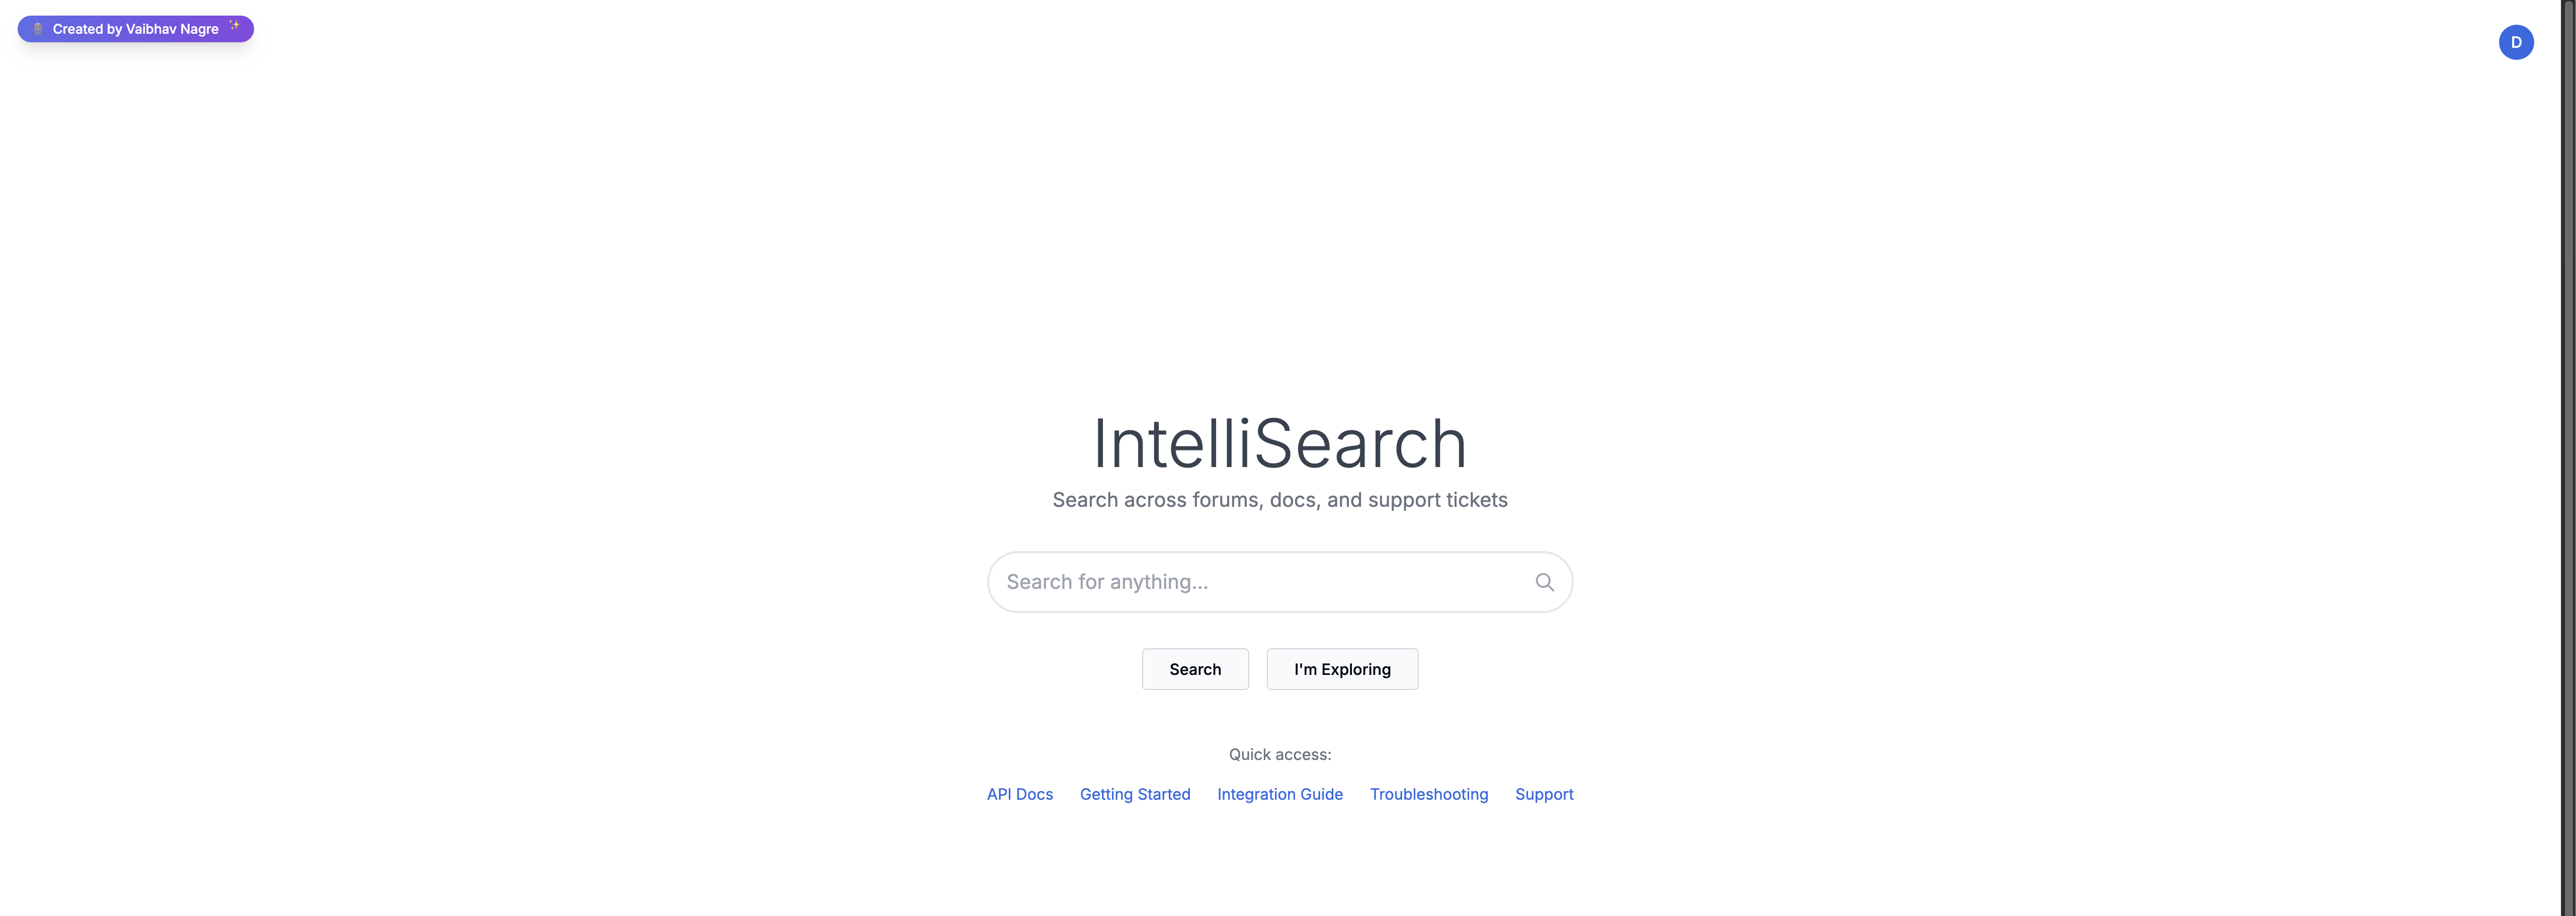 Created by Vaibhav Nagre
D
IntelliSearch
Search across forums, docs, and support tickets
Search for anything...
Search
I'm Exploring
Quick access:
API Docs
Getting Started
Integration Guide
Troubleshooting
Support